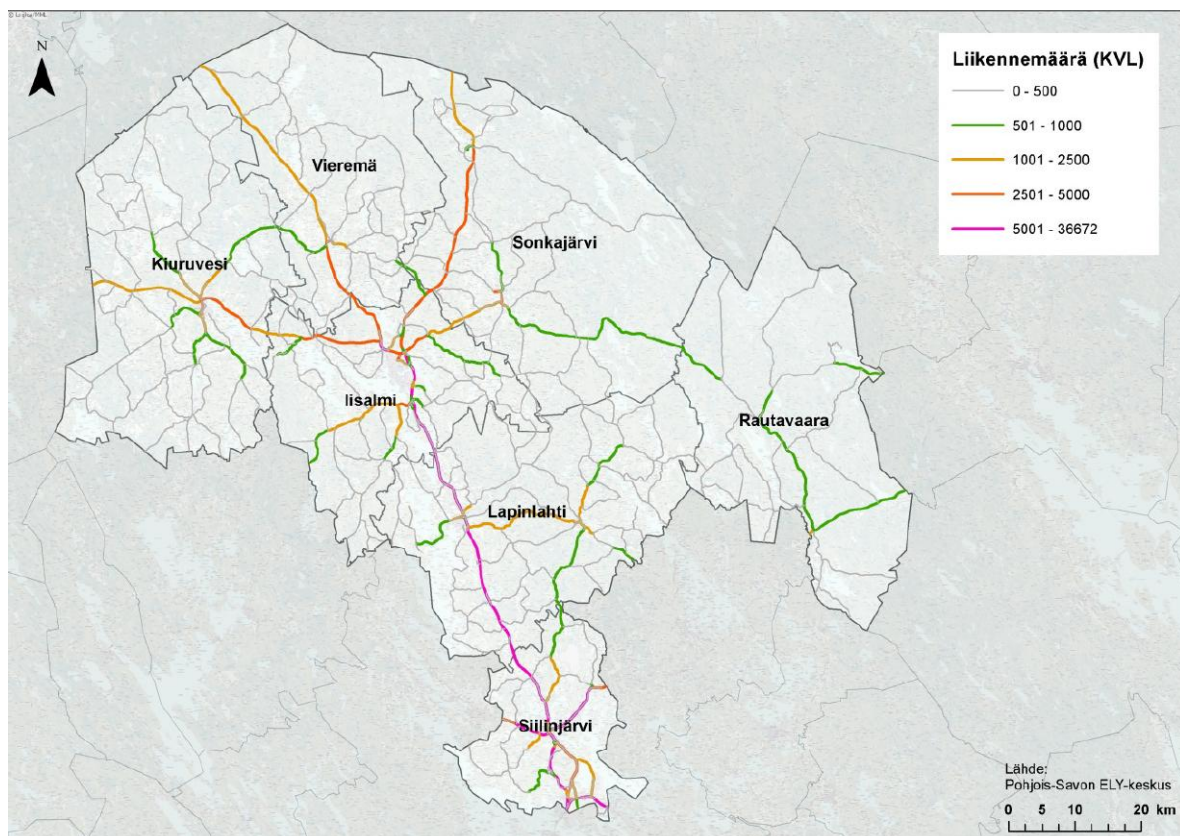 N
Liikennemäärä (KVL)
0 - 500
501 - 1000
1001 - 2500
2501 - 5000
5001 - 36672
Vieremä
Sonkajärvi
Kiuruvesi
Iisalmi
Rautavaara
Lapinlahti
Siilinjärvi
Lähde:
Pohjois-Savon ELY-keskus
0 5 10 20 km